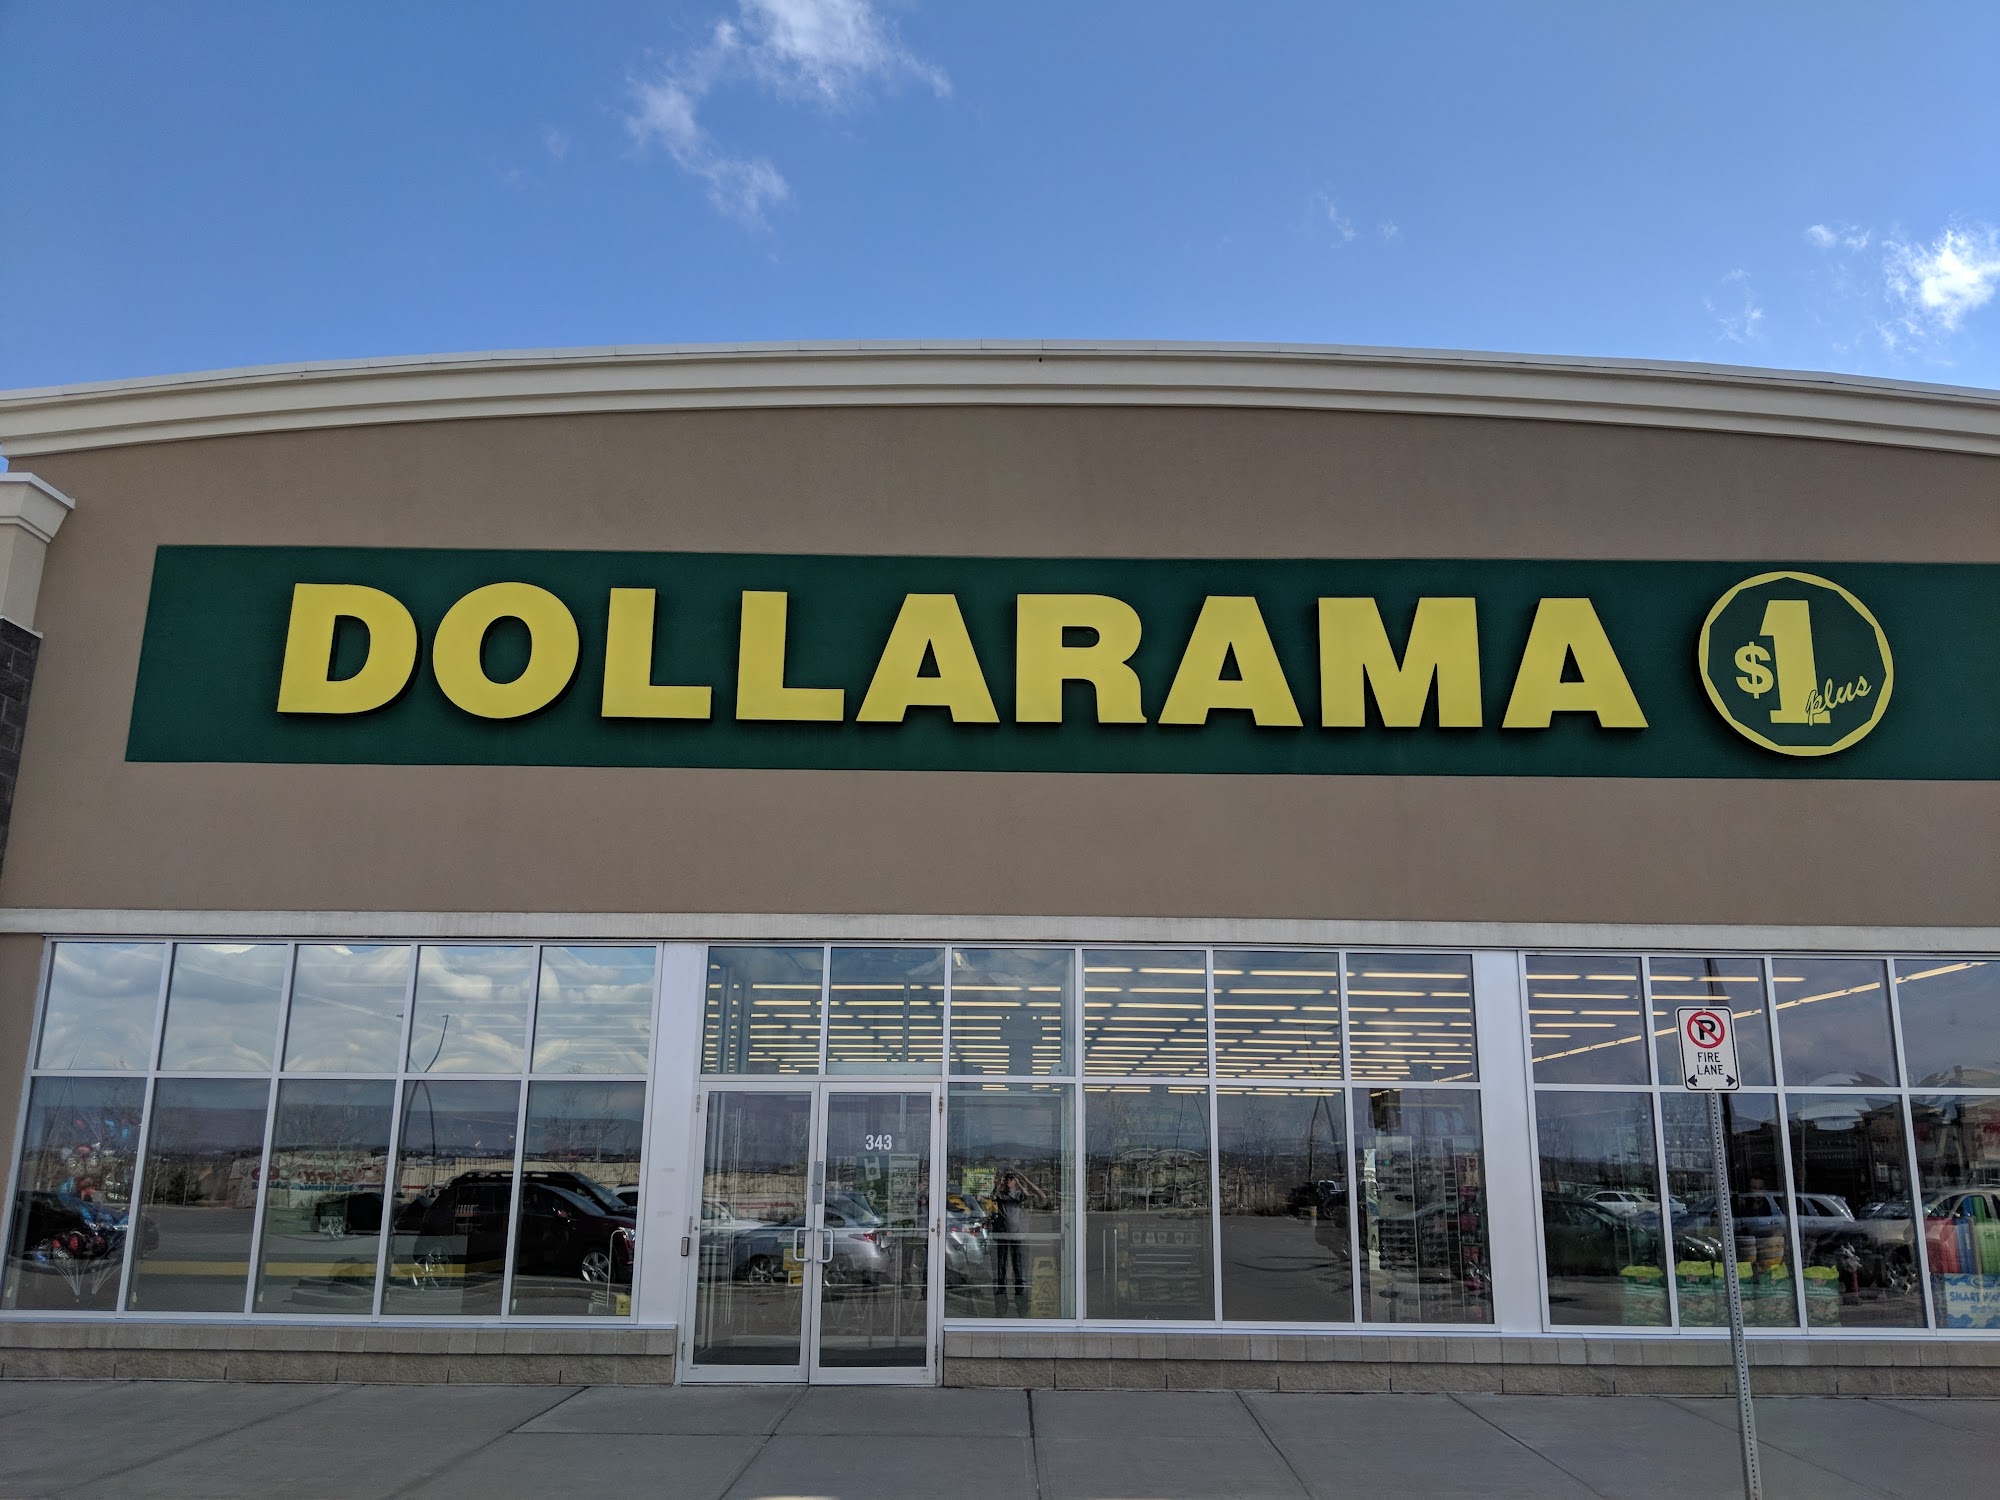 DOLLARAMA
$1 plus
343
P
FIRE
LANE